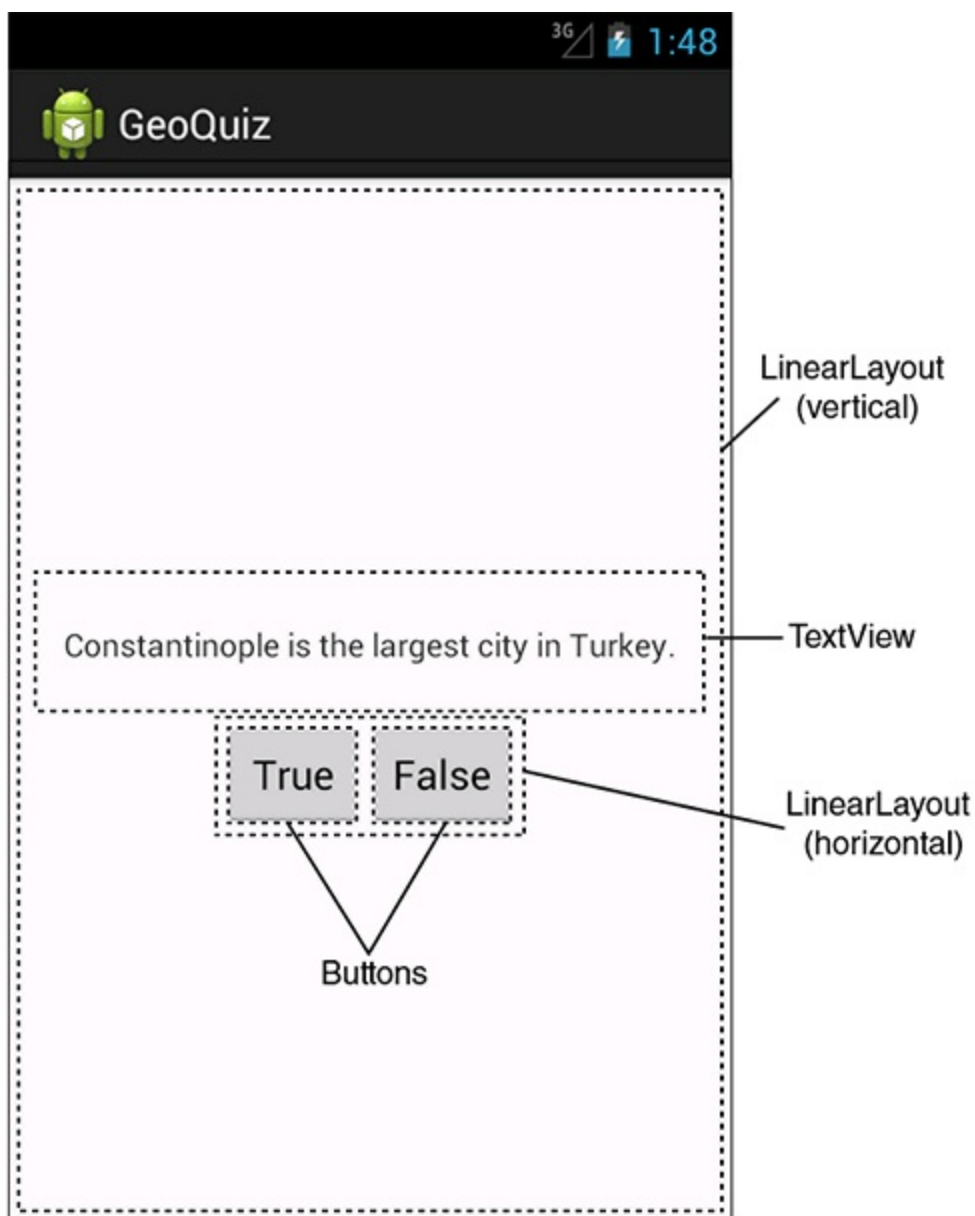 3G 1:48
GeoQuiz
LinearLayout
(vertical)
Constantinople is the largest city in Turkey.
TextView
True False
LinearLayout
(horizontal)
Buttons